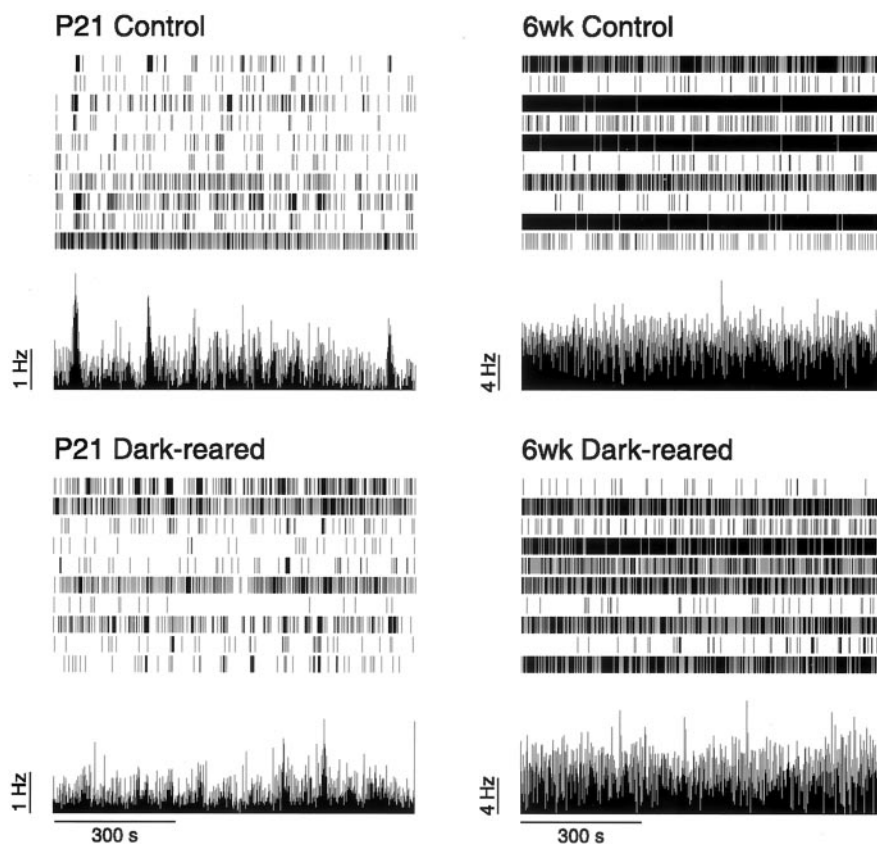 P21 Control
6wk Control
1 Hz
4 Hz
P21 Dark-reared
6wk Dark-reared
1 Hz
4 Hz
300 s
300 s